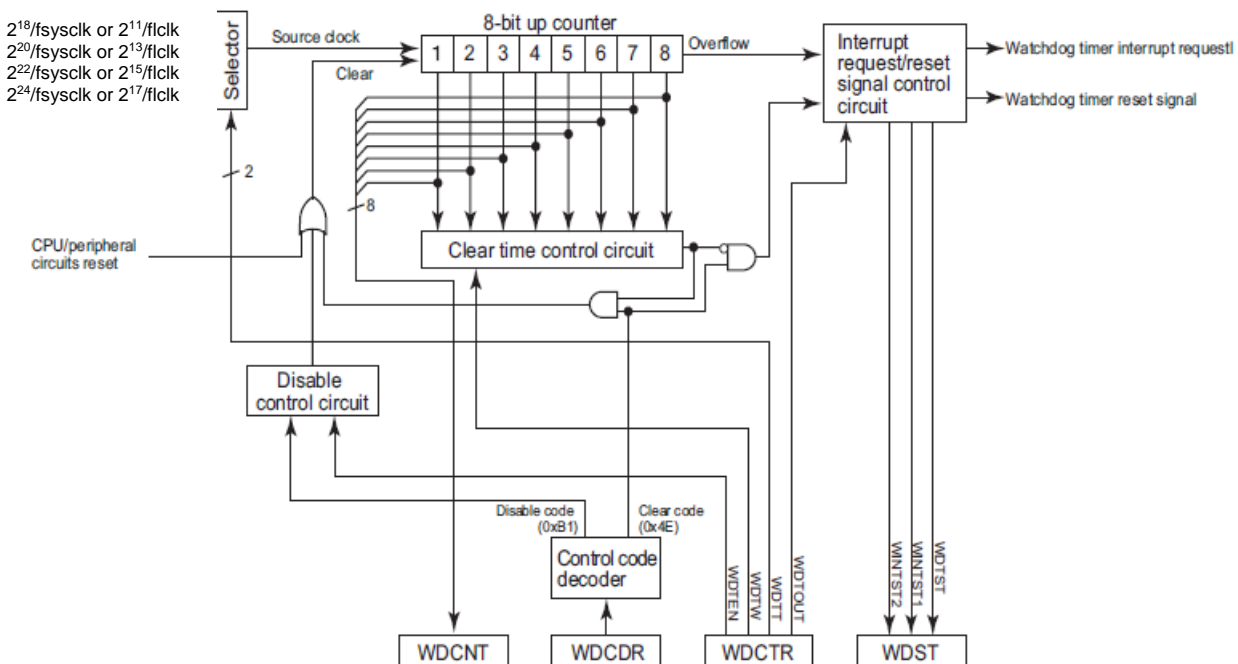 2¹⁸/fsysclk or 2¹¹/flclk
2²⁰/fsysclk or 2¹³/flclk
2²²/fsysclk or 2¹⁵/flclk
2²⁴/fsysclk or 2¹⁷/flclk
Selector
Source clock
Clear
8-bit up counter
1 2 3 4 5 6 7 8
Overflow
Interrupt
request/reset
signal control
circuit
Watchdog timer interrupt requestl
Watchdog timer reset signal
2
8
CPU/peripheral
circuits reset
Clear time control circuit
Disable
control circuit
Disable code
(0xB1)
Clear code
(0x4E)
Control code
decoder
WDTEN
WDTW
WDTT
WDTOUT
WINTST2
WINTST1
WDTST
WDCNT
WDCDR
WDCTR
WDST